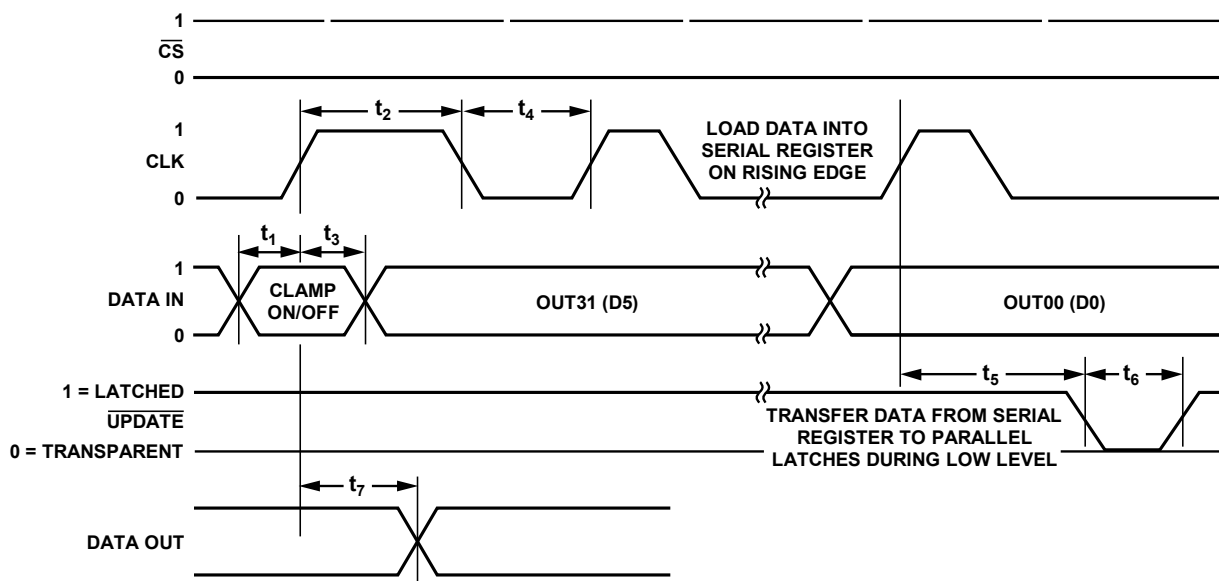 1
CS
0
t2
t4
1
CLK
0
LOAD DATA INTO
SERIAL REGISTER
ON RISING EDGE
t1
t3
1
DATA IN
0
CLAMP
ON/OFF
OUT31 (D5)
OUT00 (D0)
t5
t6
1 = LATCHED
UPDATE
0 = TRANSPARENT
TRANSFER DATA FROM SERIAL
REGISTER TO PARALLEL
LATCHES DURING LOW LEVEL
t7
DATA OUT